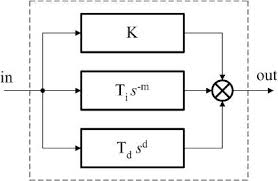 K
in
T_i s^-m
out
T_d s^d